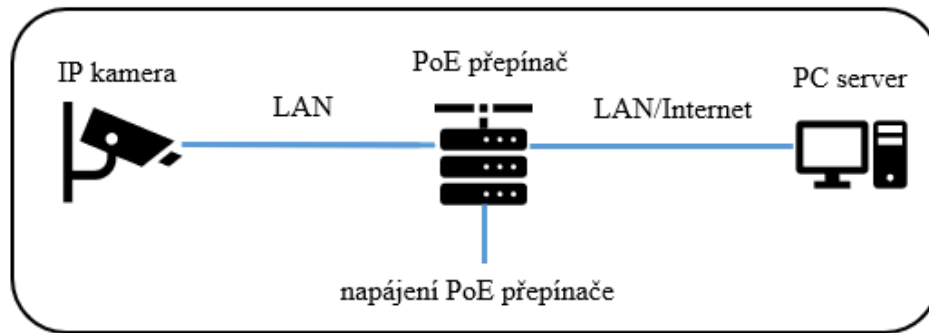 IP kamera
LAN
PoE přepínač
LAN/Internet
PC server
napájení PoE přepínače